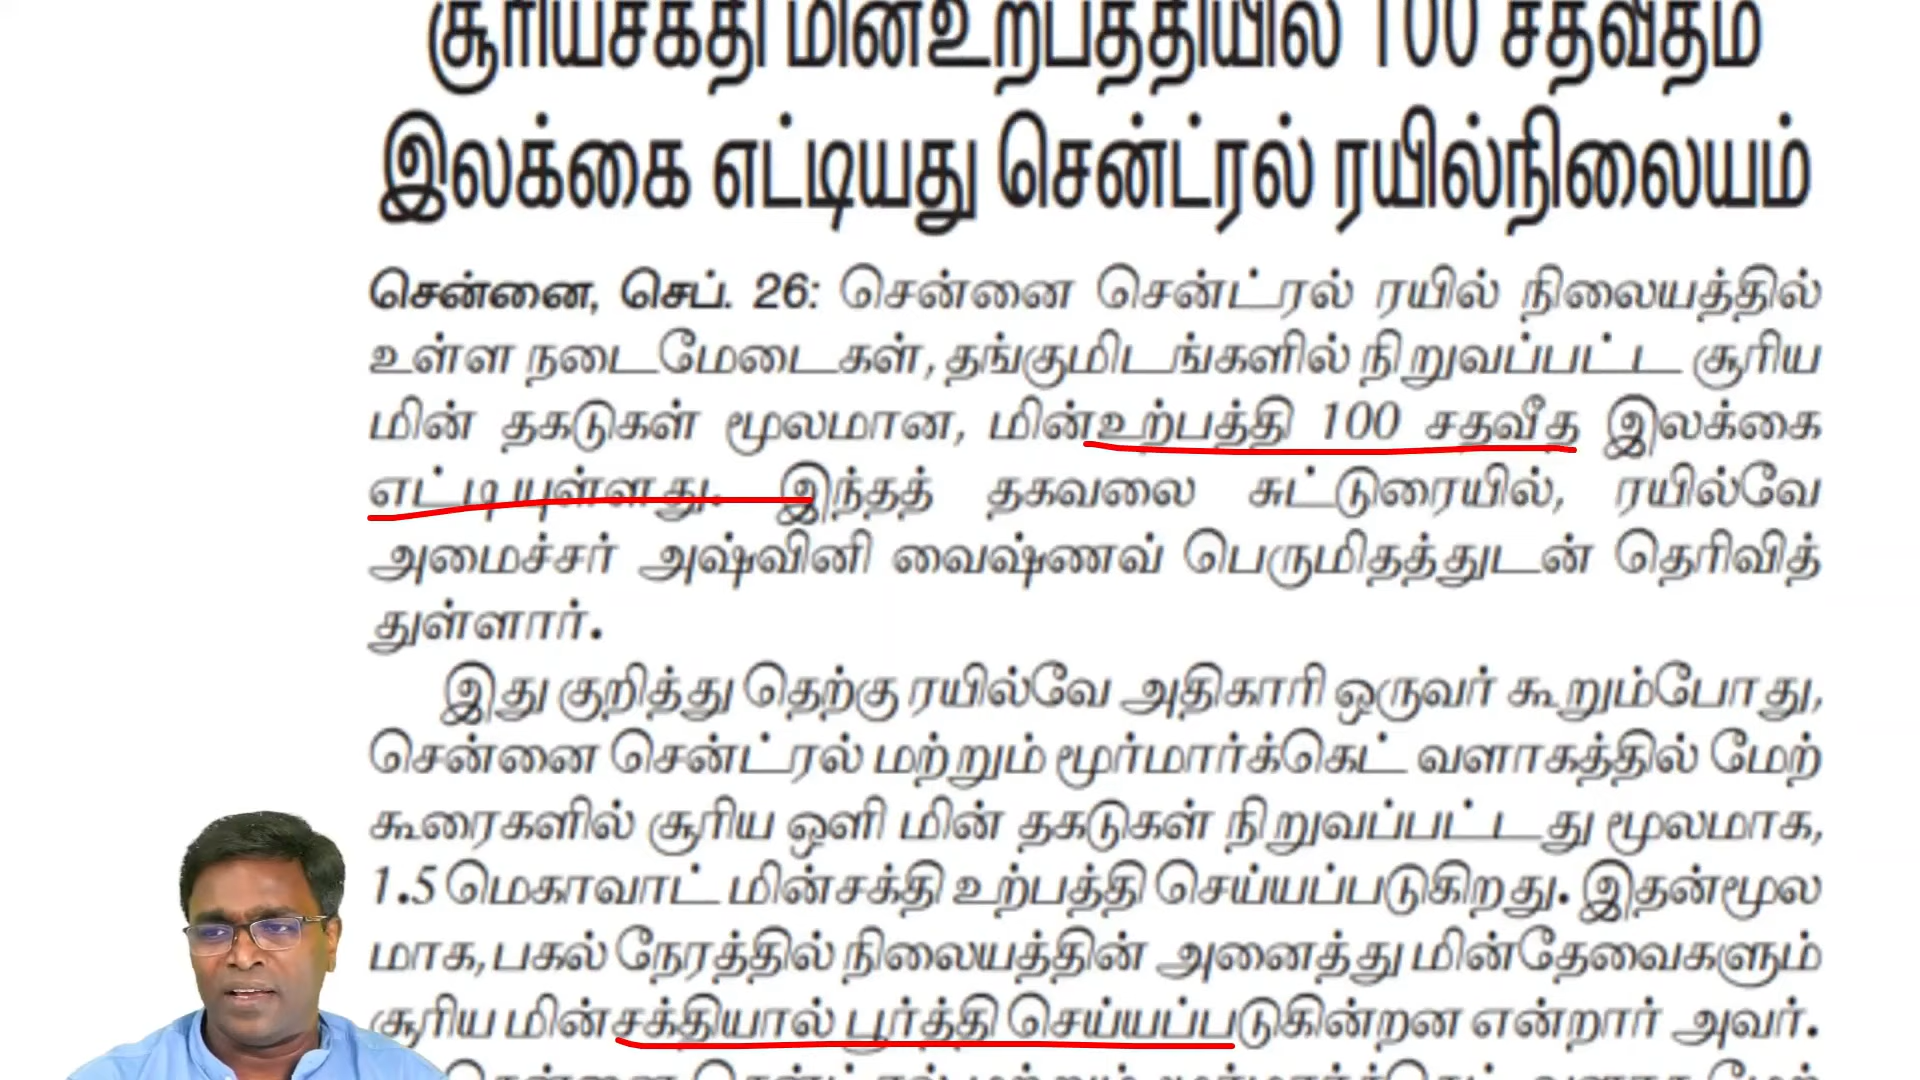 சூரியசக்தி மின்உற்பத்தியில் 100 சதவீதம்
இலக்கை எட்டியது சென்ட்ரல் ரயில்நிலையம்
சென்னை, செப். 26: சென்னை சென்ட்ரல் ரயில் நிலையத்தில்
உள்ள நடைமேடைகள், தங்குமிடங்களில் நிறுவப்பட்ட சூரிய
மின் தகடுகள் மூலமான, மின்உற்பத்தி 100 சதவீத இலக்கை
எட்டியுள்ளது. இந்தத் தகவலை சுட்டுரையில், ரயில்வே
அமைச்சர் அஷ்வினி வைஷ்ணவ் பெருமிதத்துடன் தெரிவித்
துள்ளார்.
இது குறித்து தெற்கு ரயில்வே அதிகாரி ஒருவர் கூறும்போது,
சென்னை சென்ட்ரல் மற்றும் மூர்மார்க்கெட் வளாகத்தில் மேற்
கூரைகளில் சூரிய ஒளி மின் தகடுகள் நிறுவப்பட்டது மூலமாக,
1.5 மெகாவாட் மின்சக்தி உற்பத்தி செய்யப்படுகிறது. இதன்மூல
மாக, பகல் நேரத்தில் நிலையத்தின் அனைத்து மின்தேவைகளும்
சூரிய மின்சக்தியால் பூர்த்தி செய்யப்படுகின்றன என்றார் அவர்.
சென்னை சென்ட்ரல் மற்றும் மூர்மார்க்கெட் வளாக மேற்